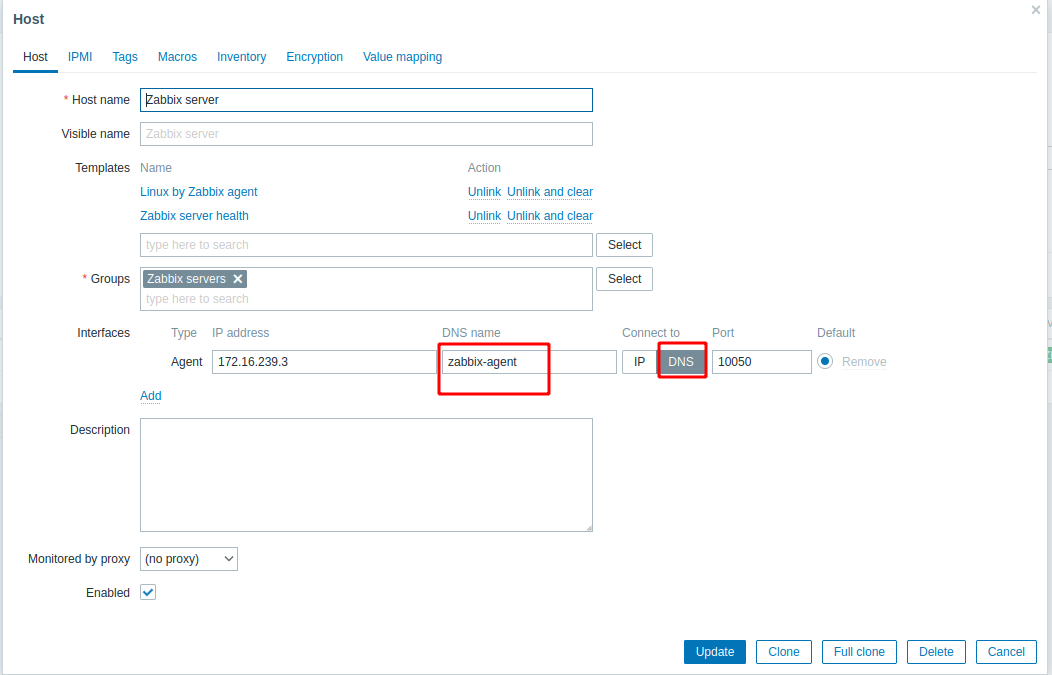 Host
Host IPMI Tags Macros Inventory Encryption Value mapping
* Host name Zabbix server
Visible name Zabbix server
Templates Name Action
Linux by Zabbix agent Unlink Unlink and clear
Zabbix server health Unlink Unlink and clear
type here to search Select
* Groups Zabbix servers Select
type here to search
Interfaces Type IP address DNS name Connect to Port Default
Agent 172.16.239.3 zabbix-agent IP DNS 10050 Remove
Add
Description
Monitored by proxy (no proxy)
Enabled
Update Clone Full clone Delete Cancel